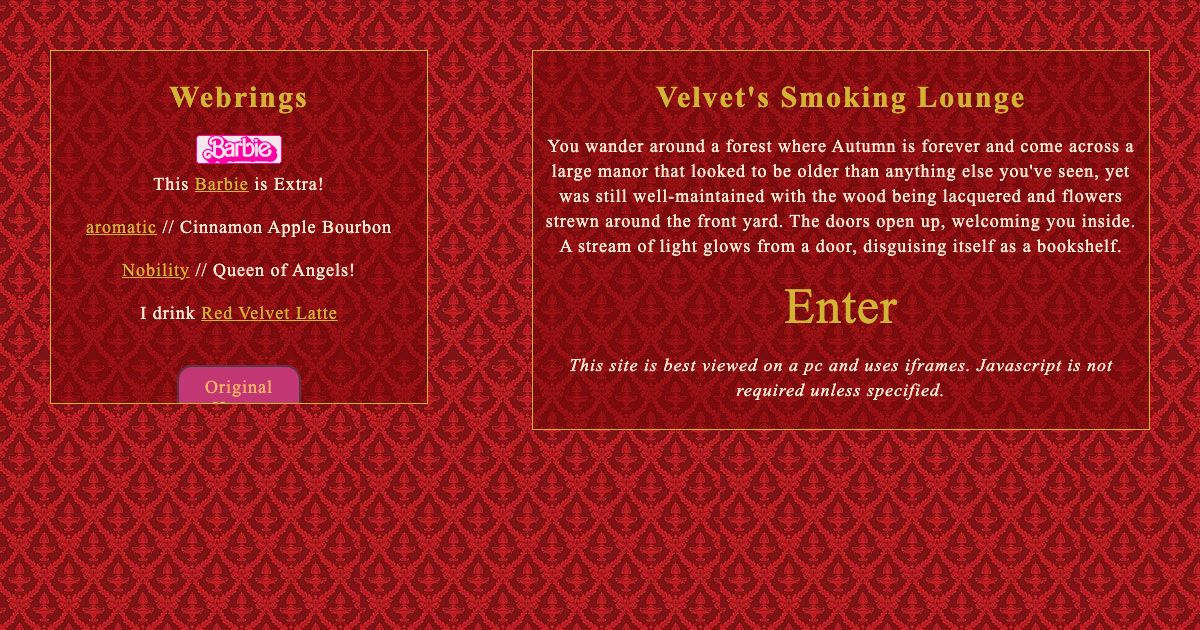 Webrings
Barbie
This Barbie is Extra!
aromatic // Cinnamon Apple Bourbon
Nobility // Queen of Angels!
I drink Red Velvet Latte
Original
Velvet's Smoking Lounge
You wander around a forest where Autumn is forever and come across a
large manor that looked to be older than anything else you've seen, yet
was still well-maintained with the wood being lacquered and flowers
strewn around the front yard. The doors open up, welcoming you inside.
A stream of light glows from a door, disguising itself as a bookshelf.
Enter
This site is best viewed on a pc and uses iframes. Javascript is not
required unless specified.